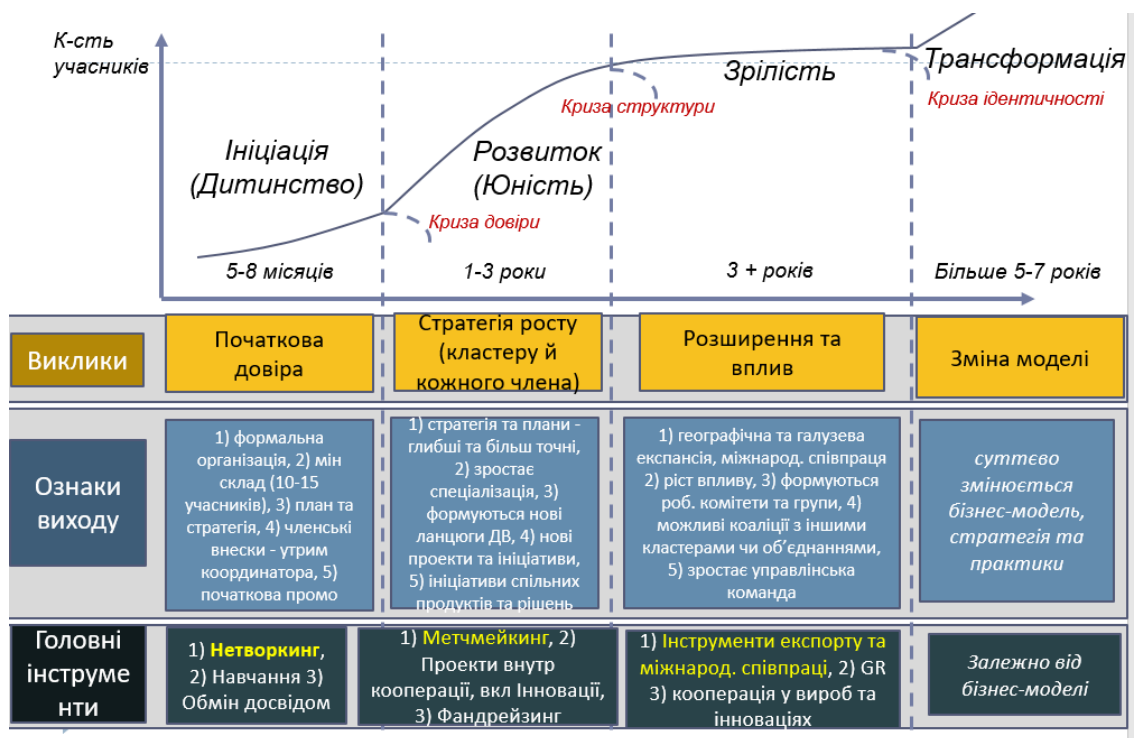 К-сть
учасників
Ініціація
(Дитинство)
Розвиток
(Юність)
Зрілість
Трансформація
Криза довіри
Криза структури
Криза ідентичності
5-8 місяців
1-3 роки
3 + років
Більше 5-7 років
Виклики
Початкова
довіра
Стратегія росту
(кластеру й
кожного члена)
Розширення та
вплив
Зміна моделі
Ознаки
виходу
1) формальна
організація, 2) мін
склад (10-15
учасників), 3) план та
стратегія, 4) членські
внески - утрим
координатора, 5)
початкова промо
1) стратегія та плани -
глибші та більш точні,
2) зростає
спеціалізація, 3)
формуються нові
ланцюги ДВ, 4) нові
проекти та ініціативи,
5) ініціативи спільних
продуктів та рішень
1) географічна та галузева
експансія, міжнарод. співпраця
2) ріст впливу, 3) формуються
роб. комітети та групи, 4)
можливі коаліції з іншими
кластерами чи об’єднаннями,
5) зростає управлінська
команда
суттєво
змінюється
бізнес-модель,
стратегія та
практики
Головні
інструме
нти
1) Нетворкинг,
2) Навчання 3)
Обмін досвідом
1) Метчмейкинг, 2)
Проекти внутр
кооперації, вкл Інновації,
3) Фандрейзинг
1) Інструменти експорту та
міжнарод. співпраці, 2) GR
3) кооперація у вироб та
інноваціях
Залежно від
бізнес-моделі